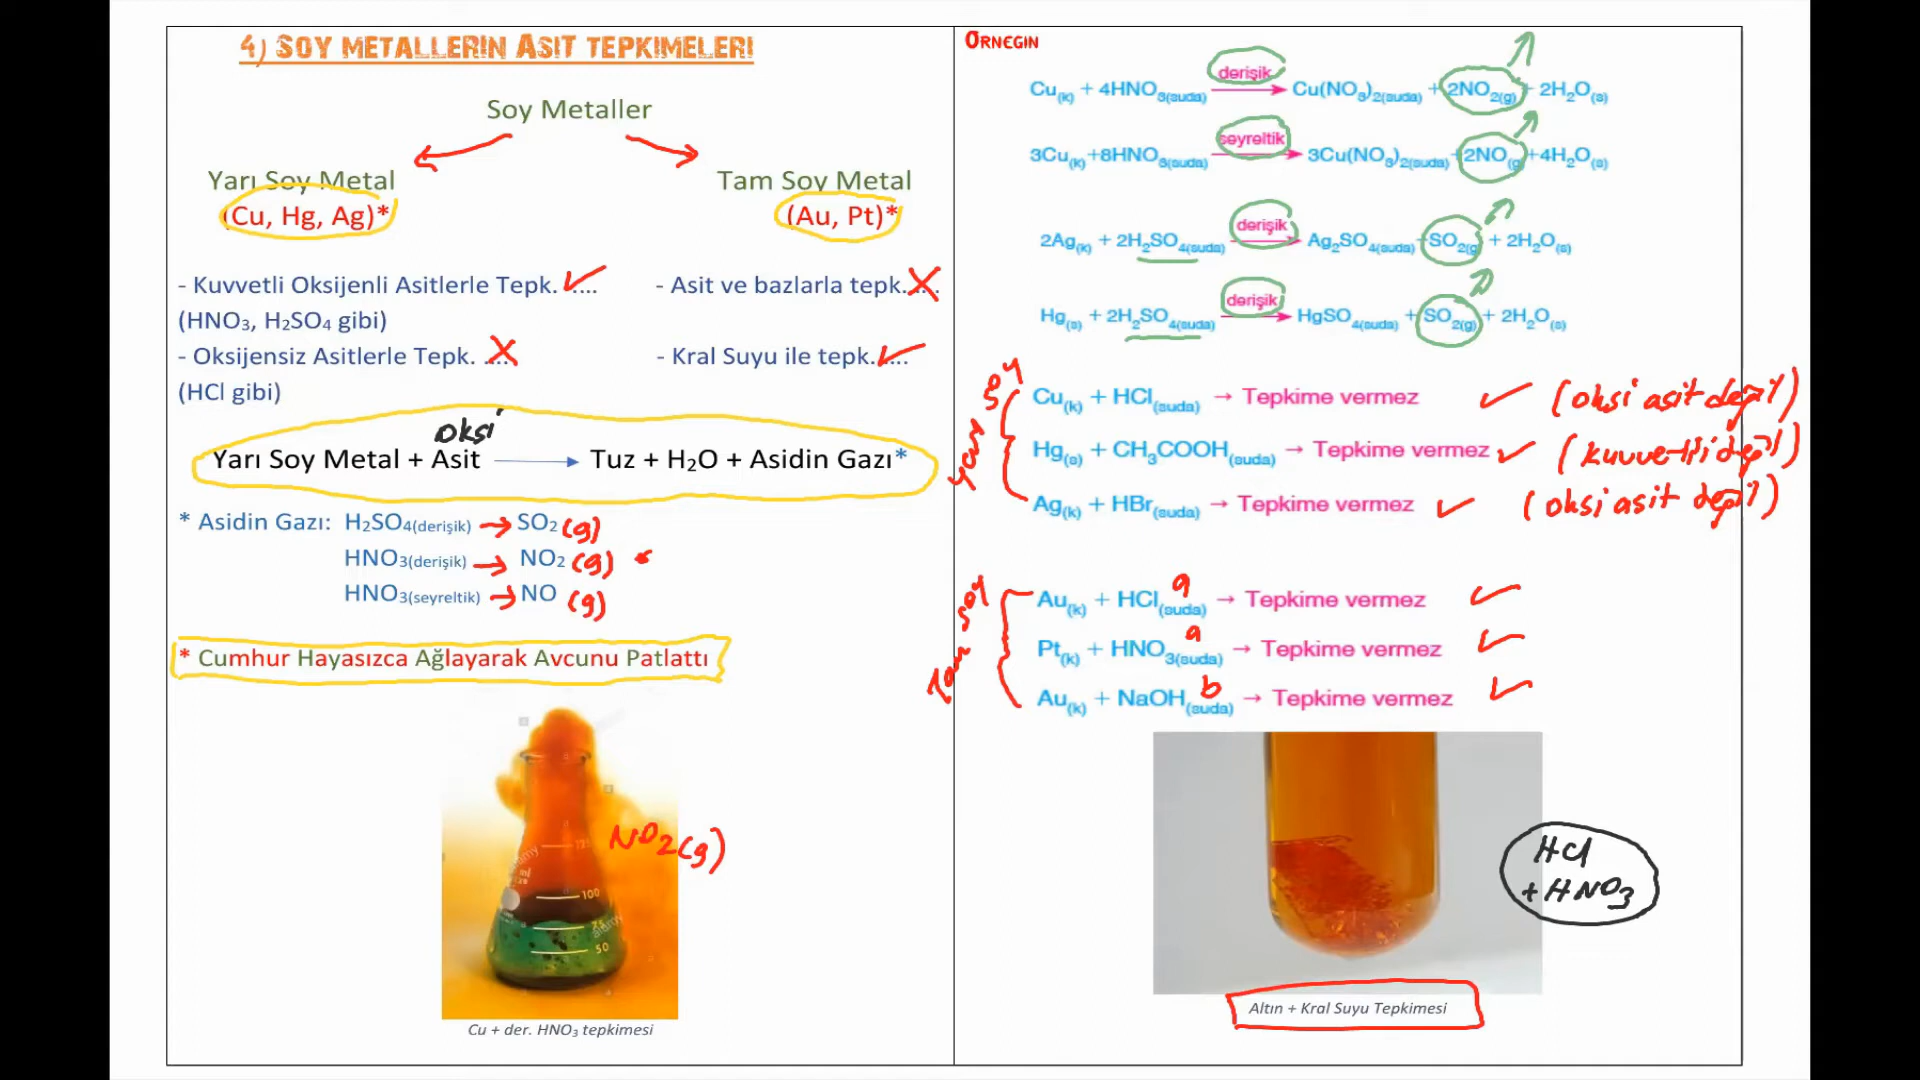 4) SOY METALLERİN ASİT TEPKİMELERİ
Soy Metaller
Yarı Soy Metal
(Cu, Hg, Ag)*
Tam Soy Metal
(Au, Pt)*
- Kuvvetli Oksijenli Asitlerle Tepk. ....
(HNO₃, H₂SO₄ gibi)
- Oksijensiz Asitlerle Tepk. ....
(HCl gibi)
- Asit ve bazlarla tepk.....
- Kral Suyu ile tepk.....
oksi
Yarı Soy Metal + Asit → Tuz + H₂O + Asidin Gazı*
* Asidin Gazı: H₂SO₄(derişik) → SO₂ (g)
HNO₃(derişik) → NO₂ (g)
HNO₃(seyreltik) → NO (g)
* Cumhur Hayasızca Ağlayarak Avcunu Patlattı
NO₂(g)
100
75
50
Cu + der. HNO₃ tepkimesi
ÖRNEĞİN
Cu(k) + 4HNO₃(suda) derişik → Cu(NO₃)₂(suda) + 2NO₂(g) + 2H₂O(s)
3Cu(k) +8HNO₃(suda) seyreltik → 3Cu(NO₃)₂(suda) +2NO(g) +4H₂O(s)
2Ag(k) + 2H₂SO₄(suda) derişik → Ag₂SO₄(suda) +SO₂(g) + 2H₂O(s)
Hg(s) + 2H₂SO₄(suda) derişik → HgSO₄(suda) +SO₂(g) + 2H₂O(s)
yarı soy
Cu(k) + HCl(suda) → Tepkime vermez (oksi asit değil)
Hg(s) + CH₃COOH(suda) → Tepkime vermez (kuvvetli değil)
Ag(k) + HBr(suda) → Tepkime vermez (oksi asit değil)
Tam soy
Au(k) + HCl(suda) a → Tepkime vermez
Pt(k) + HNO₃(suda) a → Tepkime vermez
Au(k) + NaOH(suda) b → Tepkime vermez
HCl
+ HNO₃
Altın + Kral Suyu Tepkimesi